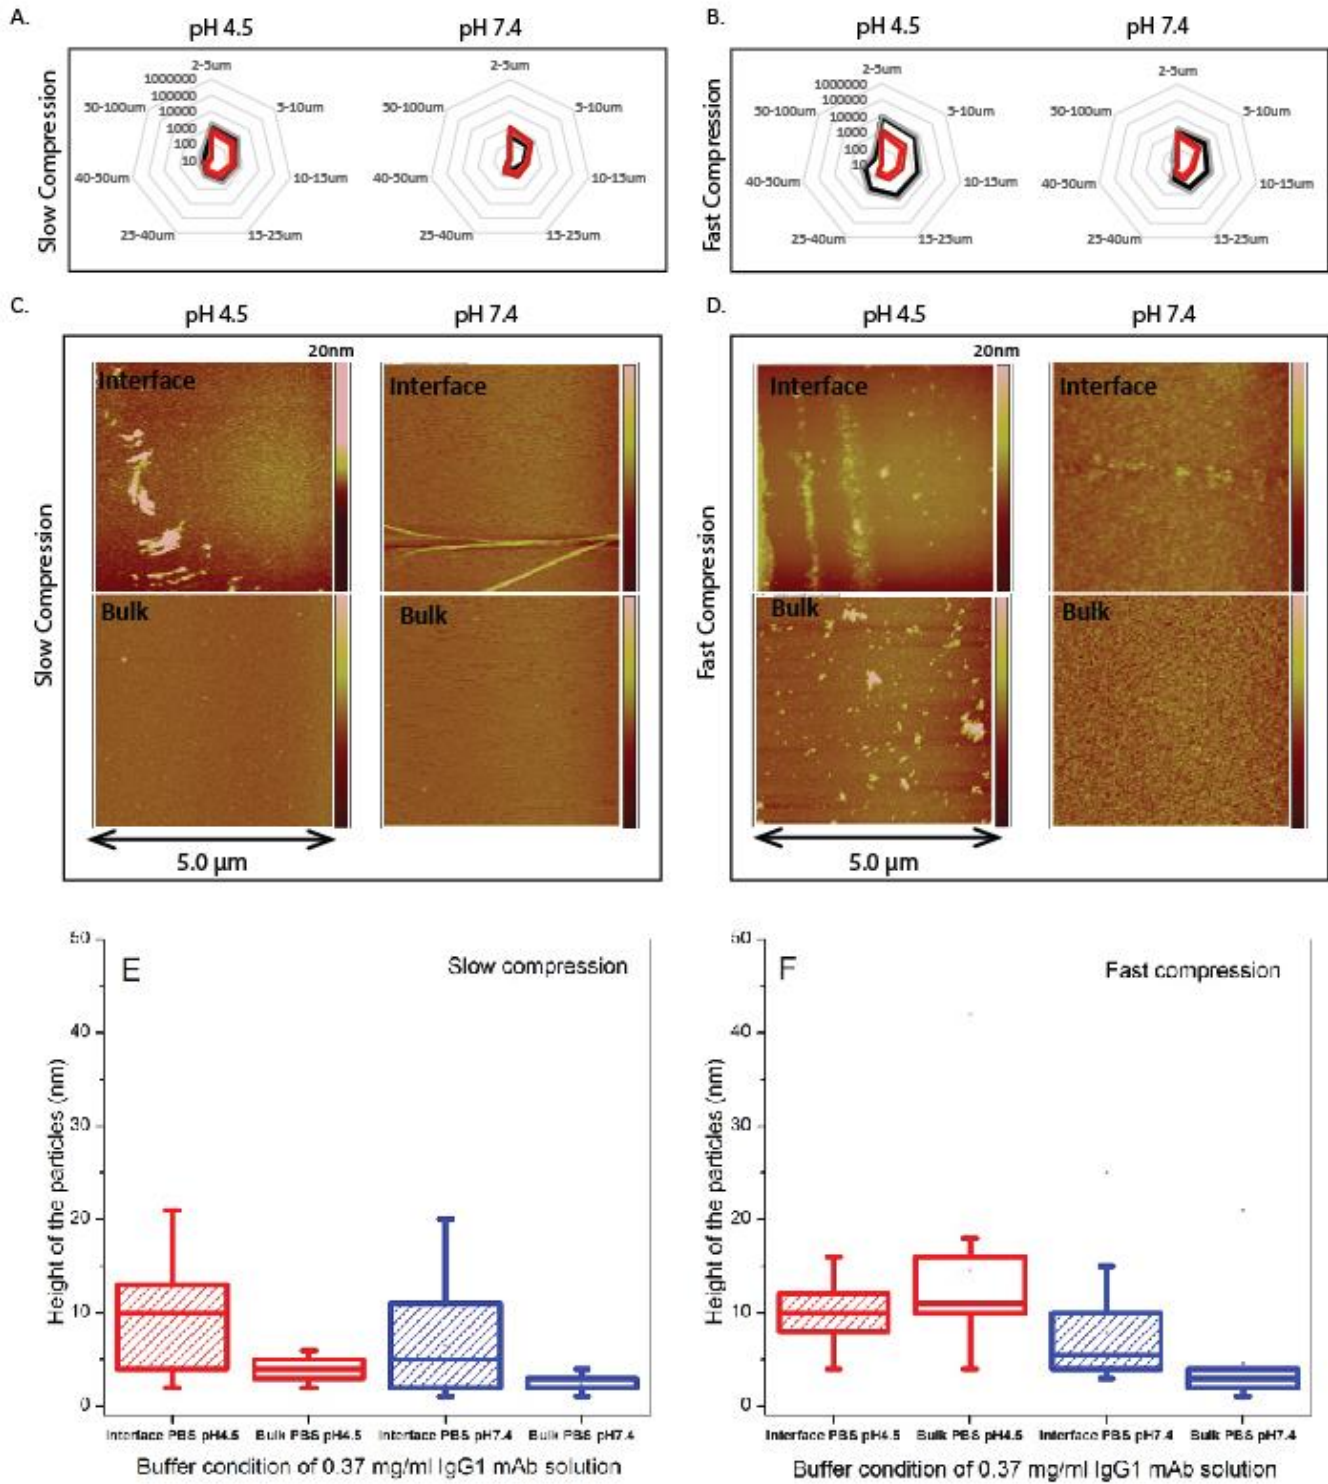 A.
pH 4.5
pH 7.4
Slow Compression
2-5um
1000000
100000
10000
1000
100
10
5-10um
10-15um
15-25um
25-40um
40-50um
50-100um
2-5um
5-10um
10-15um
15-25um
25-40um
40-50um
50-100um
B.
pH 4.5
pH 7.4
Fast Compression
2-5um
1000000
100000
10000
1000
100
10
5-10um
10-15um
15-25um
25-40um
40-50um
50-100um
2-5um
5-10um
10-15um
15-25um
25-40um
40-50um
50-100um
C.
pH 4.5
pH 7.4
20nm
Slow Compression
Interface
Interface
Bulk
Bulk
5.0 µm
D.
pH 4.5
pH 7.4
20nm
Fast Compression
Interface
Interface
Bulk
Bulk
5.0 µm
E
Slow compression
Height of the particles (nm)
50
40
30
20
10
0
Interface PBS pH4.5
Bulk PBS pH4.5
Interface PBS pH7.4
Bulk PBS pH7.4
Buffer condition of 0.37 mg/ml IgG1 mAb solution
F
Fast compression
Height of the particles (nm)
50
40
30
20
10
0
Interface PBS pH4.5
Bulk PBS pH4.5
Interface PBS pH7.4
Bulk PBS pH7.4
Buffer condition of 0.37 mg/ml IgG1 mAb solution